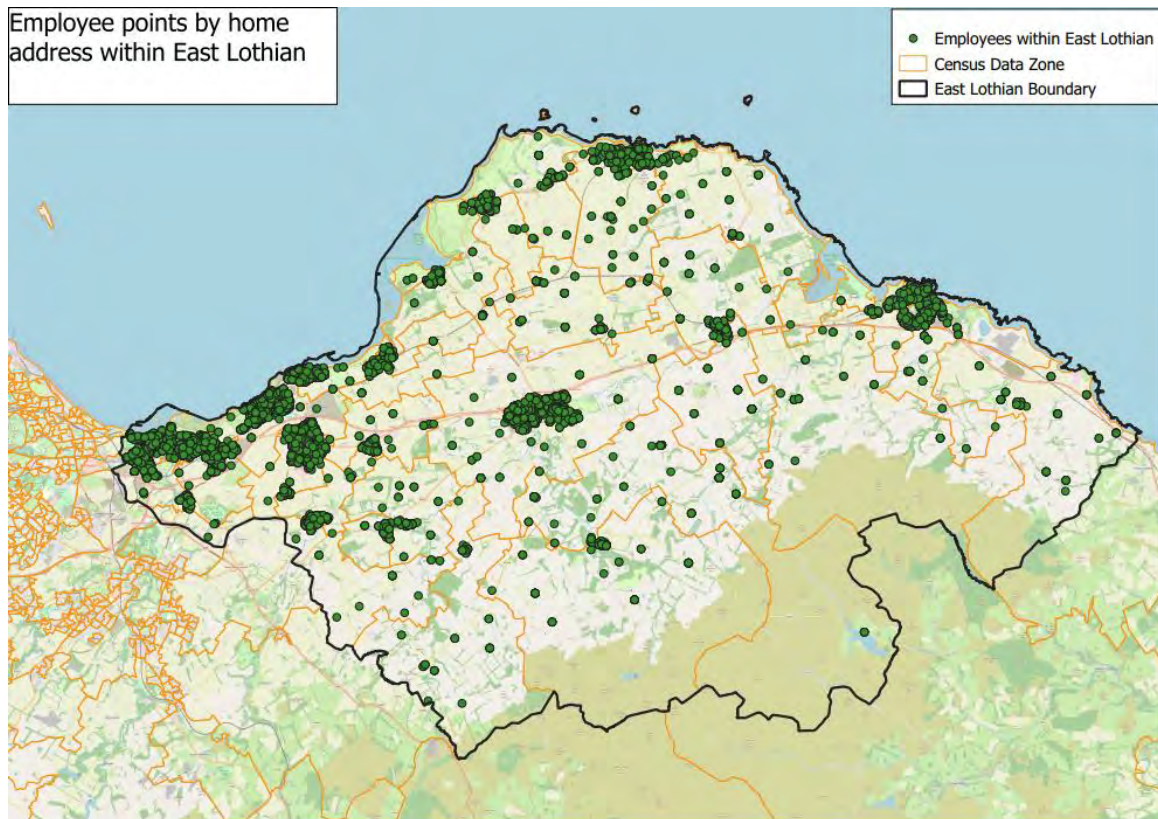 Employee points by home
address within East Lothian
Employees within East Lothian
Census Data Zone
East Lothian Boundary